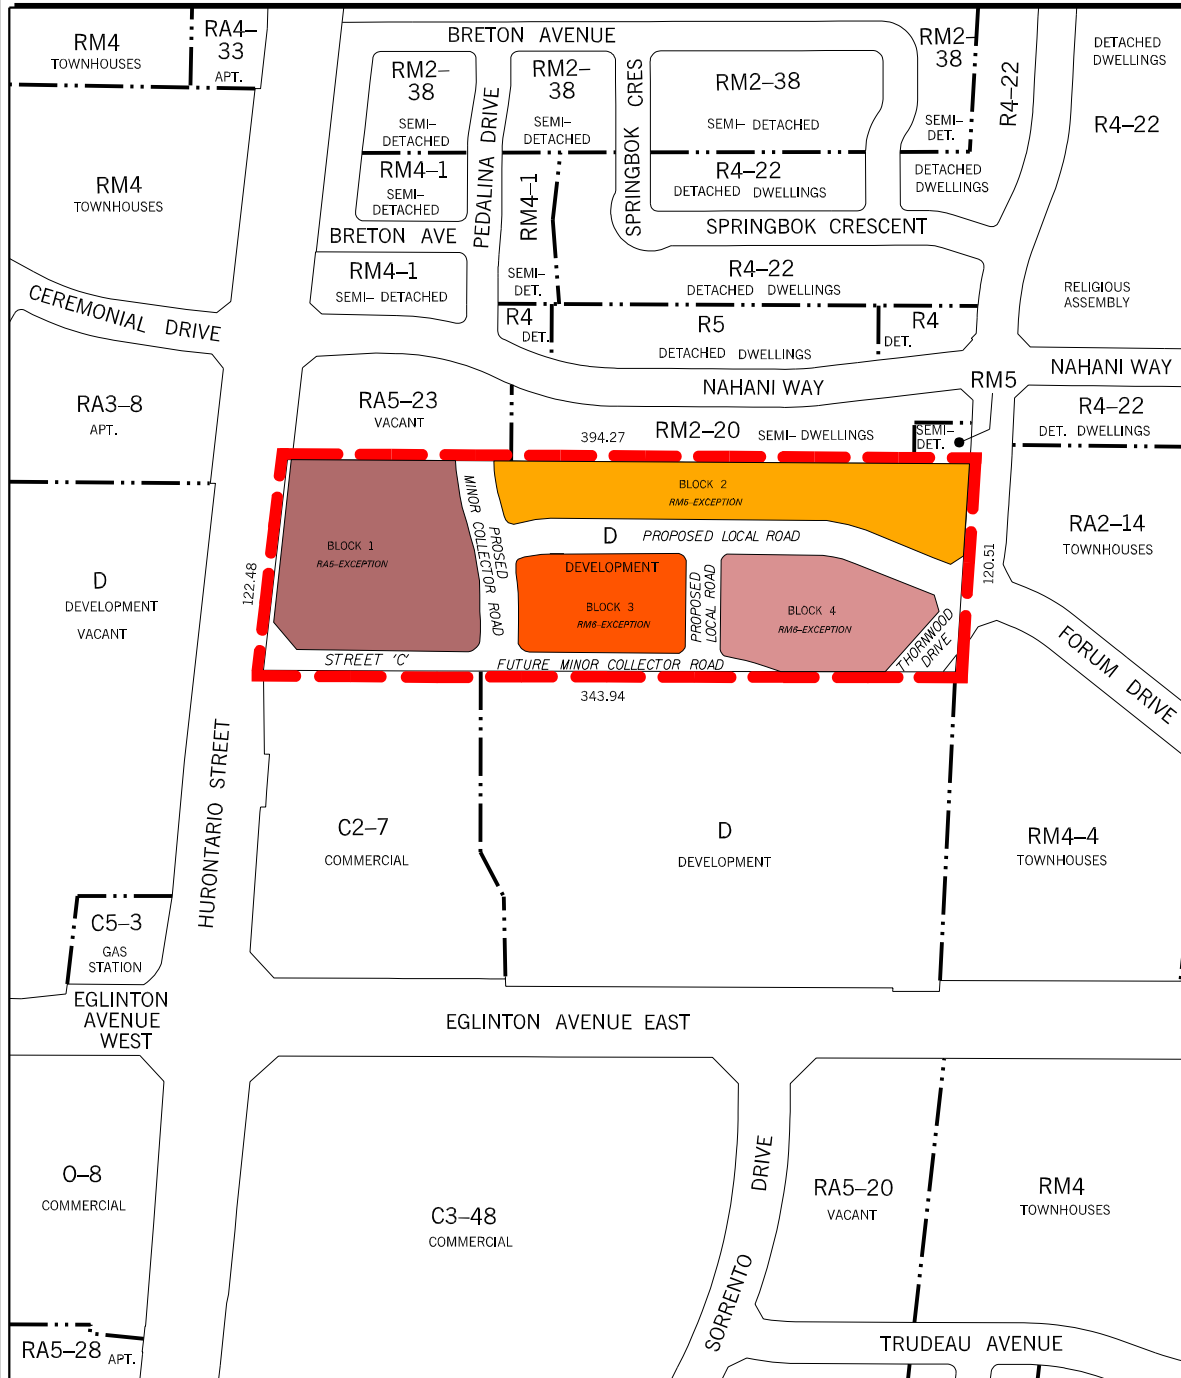 BRETON AVENUE
RM4
TOWNHOUSES
RA4–
33
APT.
RM2–
38
SEMI–
DETACHED
RM2–
38
SEMI–
DETACHED
RM2–38
SEMI– DETACHED
RM2–
38
SEMI–
DET.
R4–22
DETACHED
DWELLINGS
R4–22
PEDALINA DRIVE
SPRINGBOK CRES
RM4
TOWNHOUSES
RM4–1
SEMI–
DETACHED
RM4–1
SEMI–
DET.
R4–22
DETACHED DWELLINGS
DETACHED
DWELLINGS
BRETON AVE
SPRINGBOK CRESCENT
RM4–1
SEMI– DETACHED
R4–22
DETACHED DWELLINGS
RELIGIOUS
ASSEMBLY
CEREMONIAL DRIVE
R4
DET.
R5
DETACHED DWELLINGS
R4
DET.
NAHANI WAY
NAHANI WAY
RA3–8
APT.
RA5–23
VACANT
RM2–20
SEMI– DWELLINGS
RM5
SEMI–
DET.
R4–22
DET. DWELLINGS
394.27
BLOCK 1
RA5–EXCEPTION
MINOR COLLECTOR ROAD
PROSED
BLOCK 2
RM6–EXCEPTION
D
PROPOSED LOCAL ROAD
DEVELOPMENT
BLOCK 3
RM6–EXCEPTION
PROPOSED
LOCAL ROAD
BLOCK 4
RM6–EXCEPTION
THORNWOOD
DRIVE
122.48
120.51
STREET 'C'
FUTURE MINOR COLLECTOR ROAD
343.94
RA2–14
TOWNHOUSES
FORUM DRIVE
D
DEVELOPMENT
VACANT
HURONTARIO STREET
C2–7
COMMERCIAL
D
DEVELOPMENT
RM4–4
TOWNHOUSES
C5–3
GAS
STATION
EGLINTON
AVENUE
WEST
EGLINTON AVENUE EAST
O–8
COMMERCIAL
C3–48
COMMERCIAL
SORRENTO DRIVE
RA5–20
VACANT
RM4
TOWNHOUSES
RA5–28
APT.
TRUDEAU AVENUE